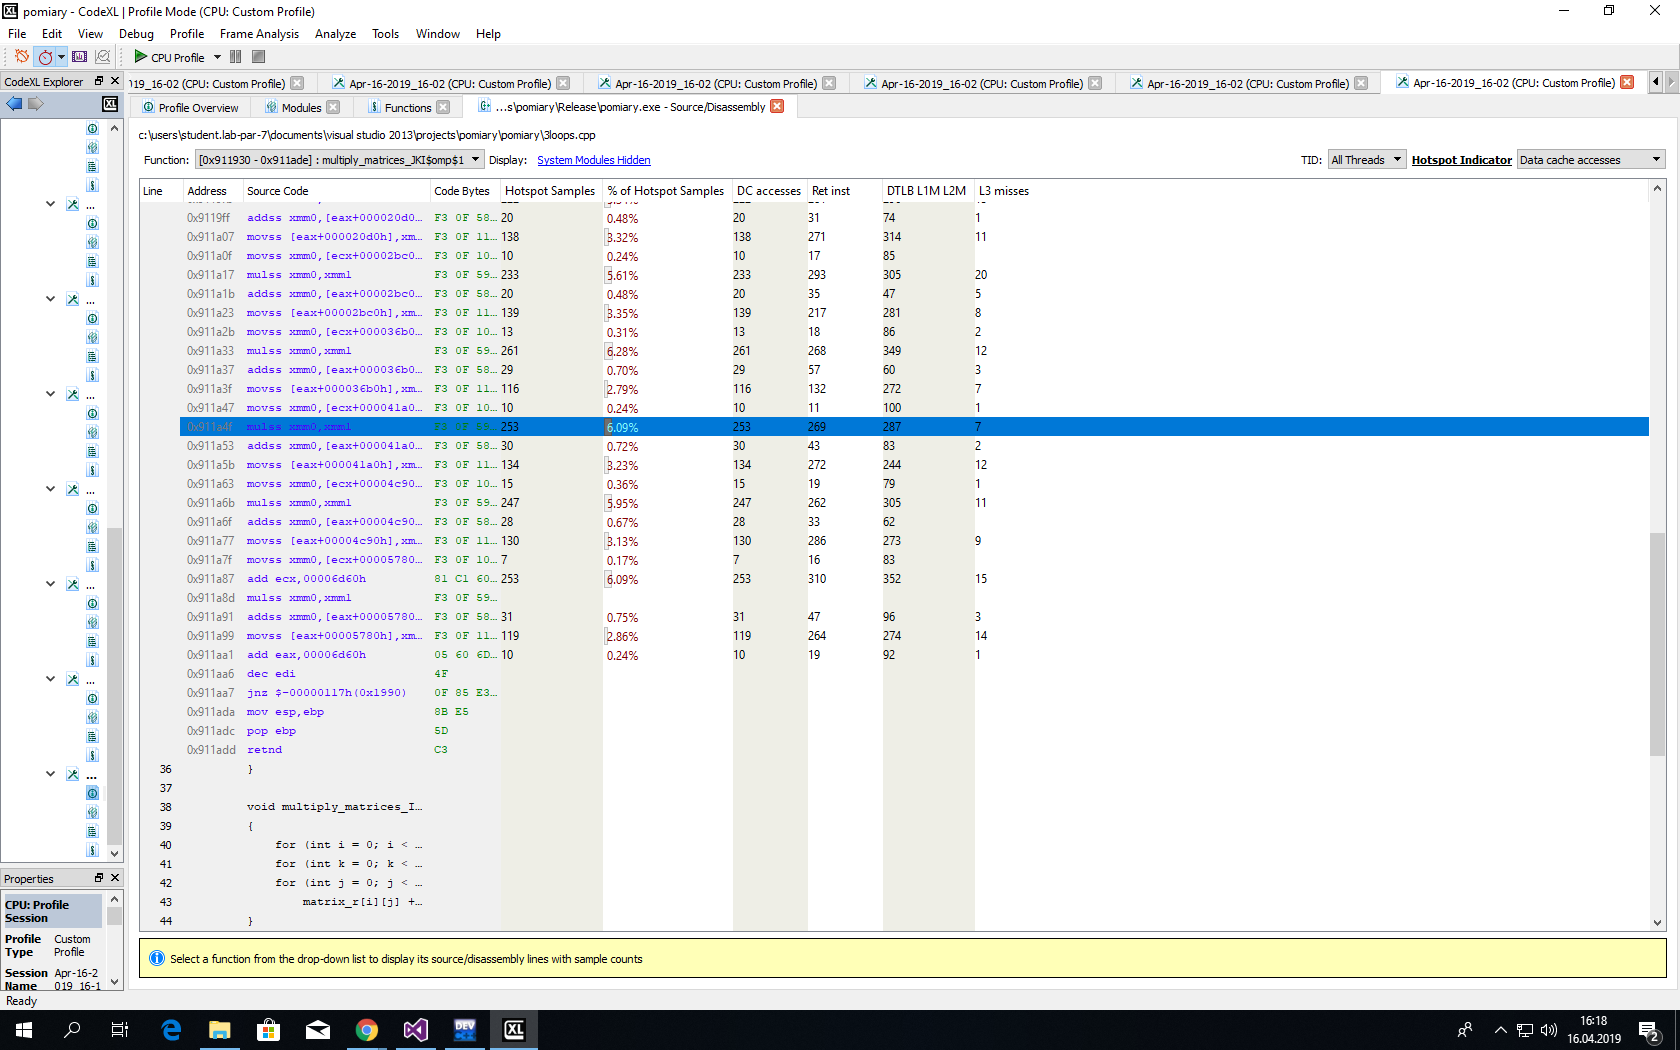 pomiary - CodeXL | Profile Mode (CPU: Custom Profile)
File Edit View Debug Profile Frame Analysis Analyze Tools Window Help
CPU Profile
CodeXL Explorer
019_16-02 (CPU: Custom Profile) Apr-16-2019_16-02 (CPU: Custom Profile) Apr-16-2019_16-02 (CPU: Custom Profile) Apr-16-2019_16-02 (CPU: Custom Profile) Apr-16-2019_16-02 (CPU: Custom Profile) Apr-16-2019_16-02 (CPU: Custom Profile)
Profile Overview Modules Functions ...s\pomiary\Release\pomiary.exe - Source/Disassembly
c:\users\student.lab-par-7\documents\visual studio 2013\projects\pomiary\pomiary\3loops.cpp
Function: [0x911930 - 0x911ade] : multiply_matrices_JKI$omp$1 Display: System Modules Hidden TID: All Threads Hotspot Indicator Data cache accesses
Line Address Source Code Code Bytes Hotspot Samples % of Hotspot Samples DC accesses Ret inst DTLB L1M L2M L3 misses
0x9119ff addss xmm0,[eax+000020d0... F3 0F 58... 20 0.48% 20 31 74 1
0x911a07 movss [eax+000020d0h],xm... F3 0F 11... 138 3.32% 138 271 314 11
0x911a0f movss xmm0,[ecx+00002bc0... F3 0F 10... 10 0.24% 10 17 85
0x911a17 mulss xmm0,xmm1 F3 0F 59... 233 5.61% 233 293 305 20
0x911a1b addss xmm0,[eax+00002bc0... F3 0F 58... 20 0.48% 20 35 47 5
0x911a23 movss [eax+00002bc0h],xm... F3 0F 11... 139 3.35% 139 217 281 8
0x911a2b movss xmm0,[ecx+000036b0... F3 0F 10... 13 0.31% 13 18 86 2
0x911a33 mulss xmm0,xmm1 F3 0F 59... 261 6.28% 261 268 349 12
0x911a37 addss xmm0,[eax+000036b0... F3 0F 58... 29 0.70% 29 57 60 3
0x911a3f movss [eax+000036b0h],xm... F3 0F 11... 116 2.79% 116 132 272 7
0x911a47 movss xmm0,[ecx+000041a0... F3 0F 10... 10 0.24% 10 11 100 1
0x911a4f mulss xmm0,xmm1 F3 0F 59... 253 6.09% 253 269 287 7
0x911a53 addss xmm0,[eax+000041a0... F3 0F 58... 30 0.72% 30 43 83 2
0x911a5b movss [eax+000041a0h],xm... F3 0F 11... 134 3.23% 134 272 244 12
0x911a63 movss xmm0,[ecx+00004c90... F3 0F 10... 15 0.36% 15 19 79 1
0x911a6b mulss xmm0,xmm1 F3 0F 59... 247 5.95% 247 262 305 11
0x911a6f addss xmm0,[eax+00004c90... F3 0F 58... 28 0.67% 28 33 62
0x911a77 movss [eax+00004c90h],xm... F3 0F 11... 130 3.13% 130 286 273 9
0x911a7f movss xmm0,[ecx+00005780... F3 0F 10... 7 0.17% 7 16 83
0x911a87 add ecx,00006d60h 81 C1 60... 253 6.09% 253 310 352 15
0x911a8d mulss xmm0,xmm1 F3 0F 59...
0x911a91 addss xmm0,[eax+00005780... F3 0F 58... 31 0.75% 31 47 96 3
0x911a99 movss [eax+00005780h],xm... F3 0F 11... 119 2.86% 119 264 274 14
0x911aa1 add eax,00006d60h 05 60 6D... 10 0.24% 10 19 92 1
0x911aa6 dec edi 4F
0x911aa7 jnz $-00000117h(0x1990) 0F 85 E3...
0x911ada mov esp,ebp 8B E5
0x911adc pop ebp 5D
0x911add retnd C3
36 }
37
38 void multiply_matrices_I...
39 {
40 for (int i = 0; i < ...
41 for (int k = 0; k < ...
42 for (int j = 0; j < ...
43 matrix_r[i][j] +...
44 }
Properties
CPU: Profile Session
Profile Type Custom Profile
Session Name Apr-16-2019_16-1
Select a function from the drop-down list to display its source/disassembly lines with sample counts
Ready
DEV C++ XL
16:18
16.04.2019
2